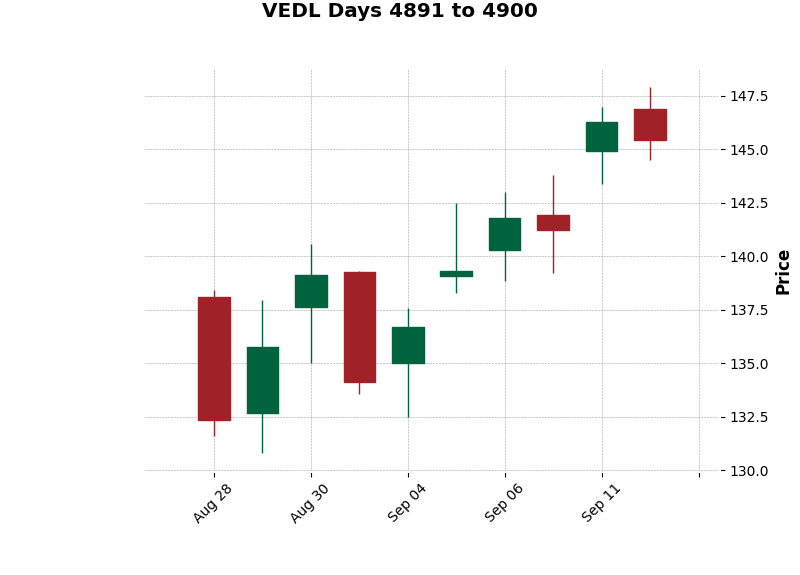 VEDL Days 4891 to 4900
147.5
145.0
142.5
140.0
137.5
135.0
132.5
130.0
Price
Aug 28
Aug 30
Sep 04
Sep 06
Sep 11